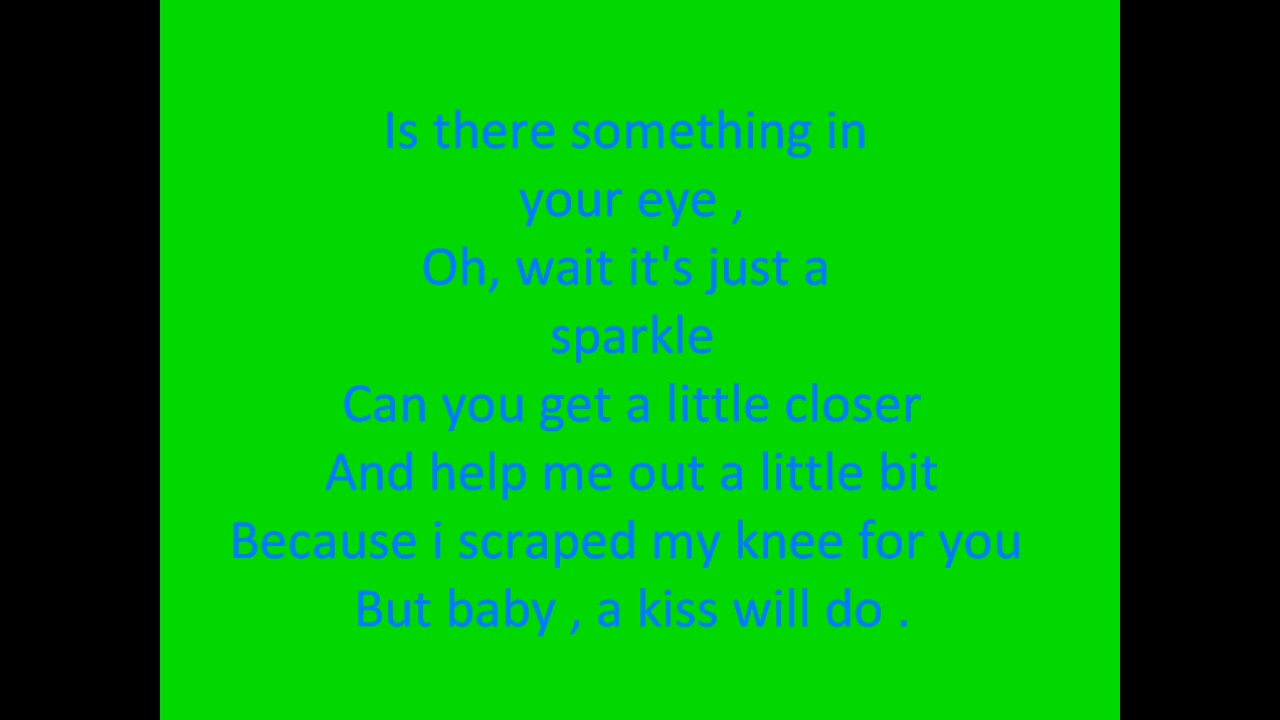 Is there something in
your eye ,
Oh, wait it's just a
sparkle
Can you get a little closer
And help me out a little bit
Because i scraped my knee for you
But baby , a kiss will do .